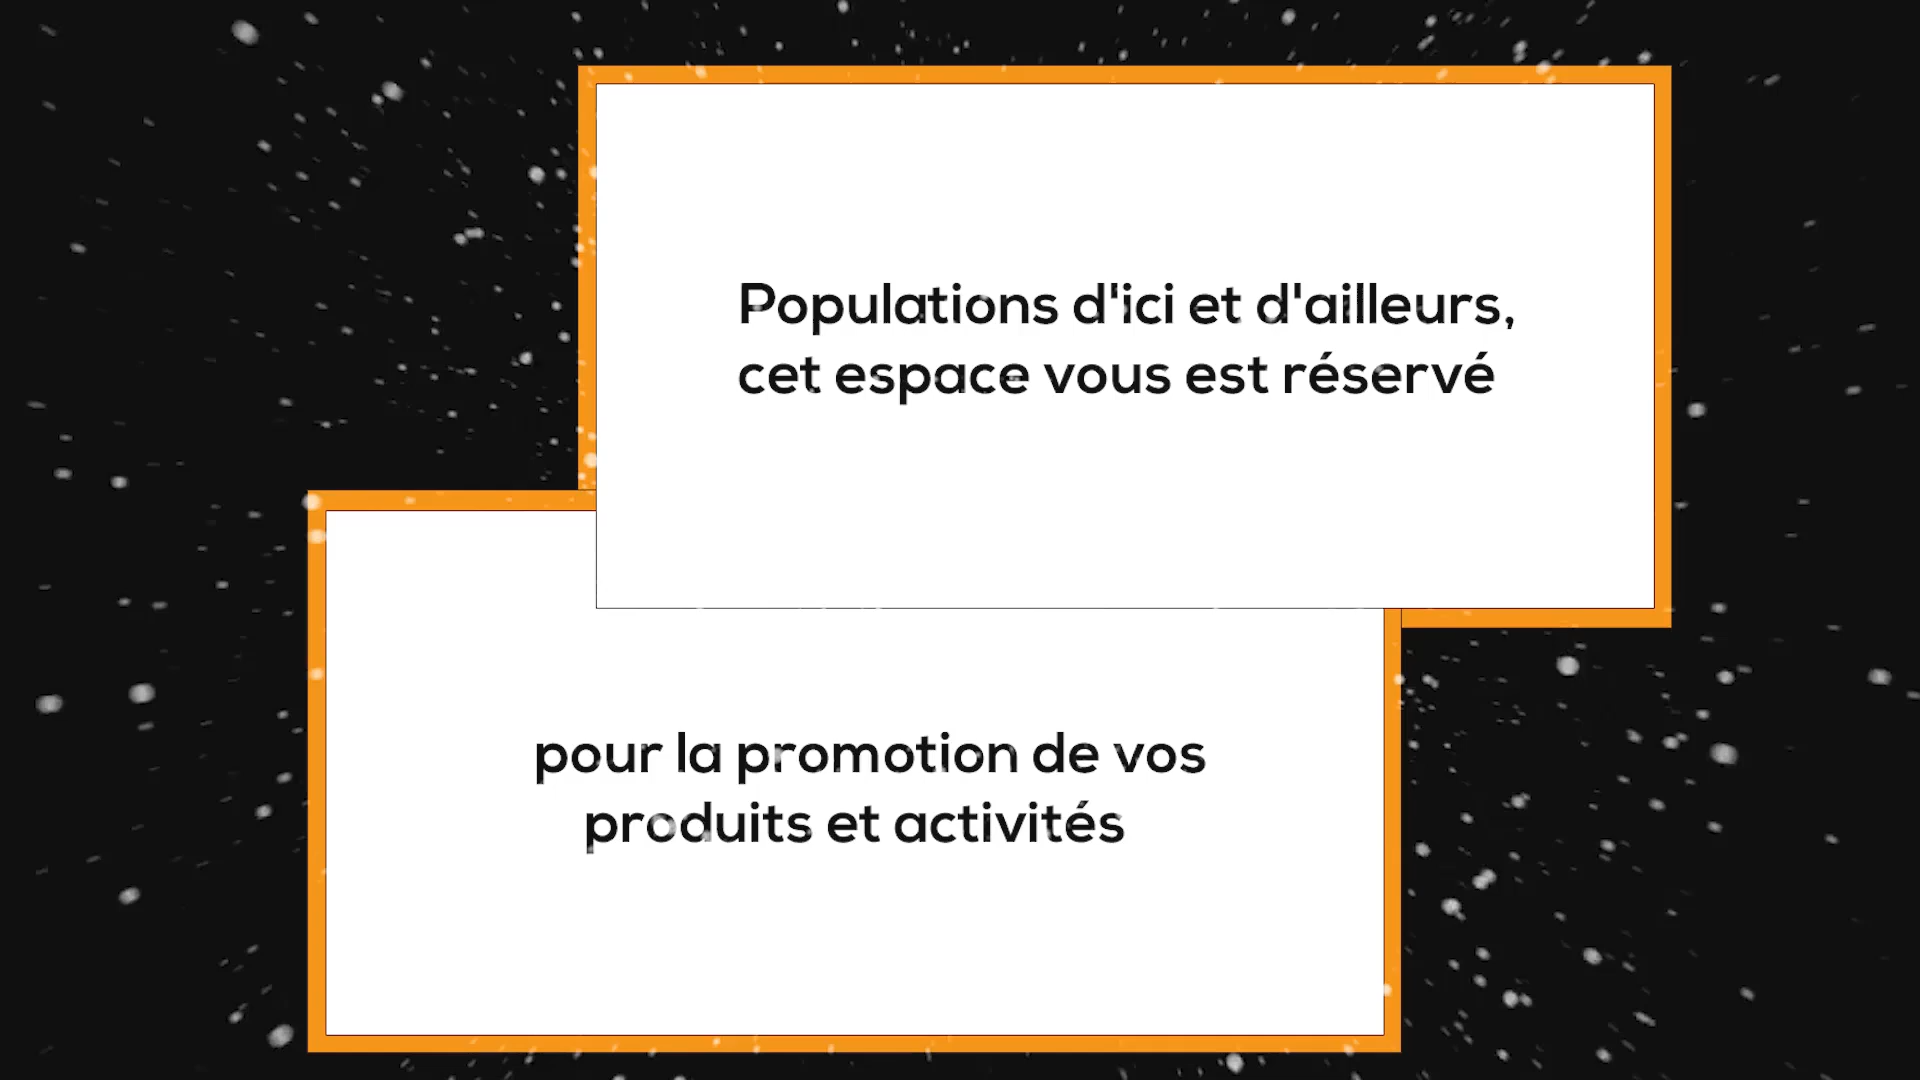 Populations d'ici et d'ailleurs,
cet espace vous est réservé
pour la promotion de vos
produits et activités